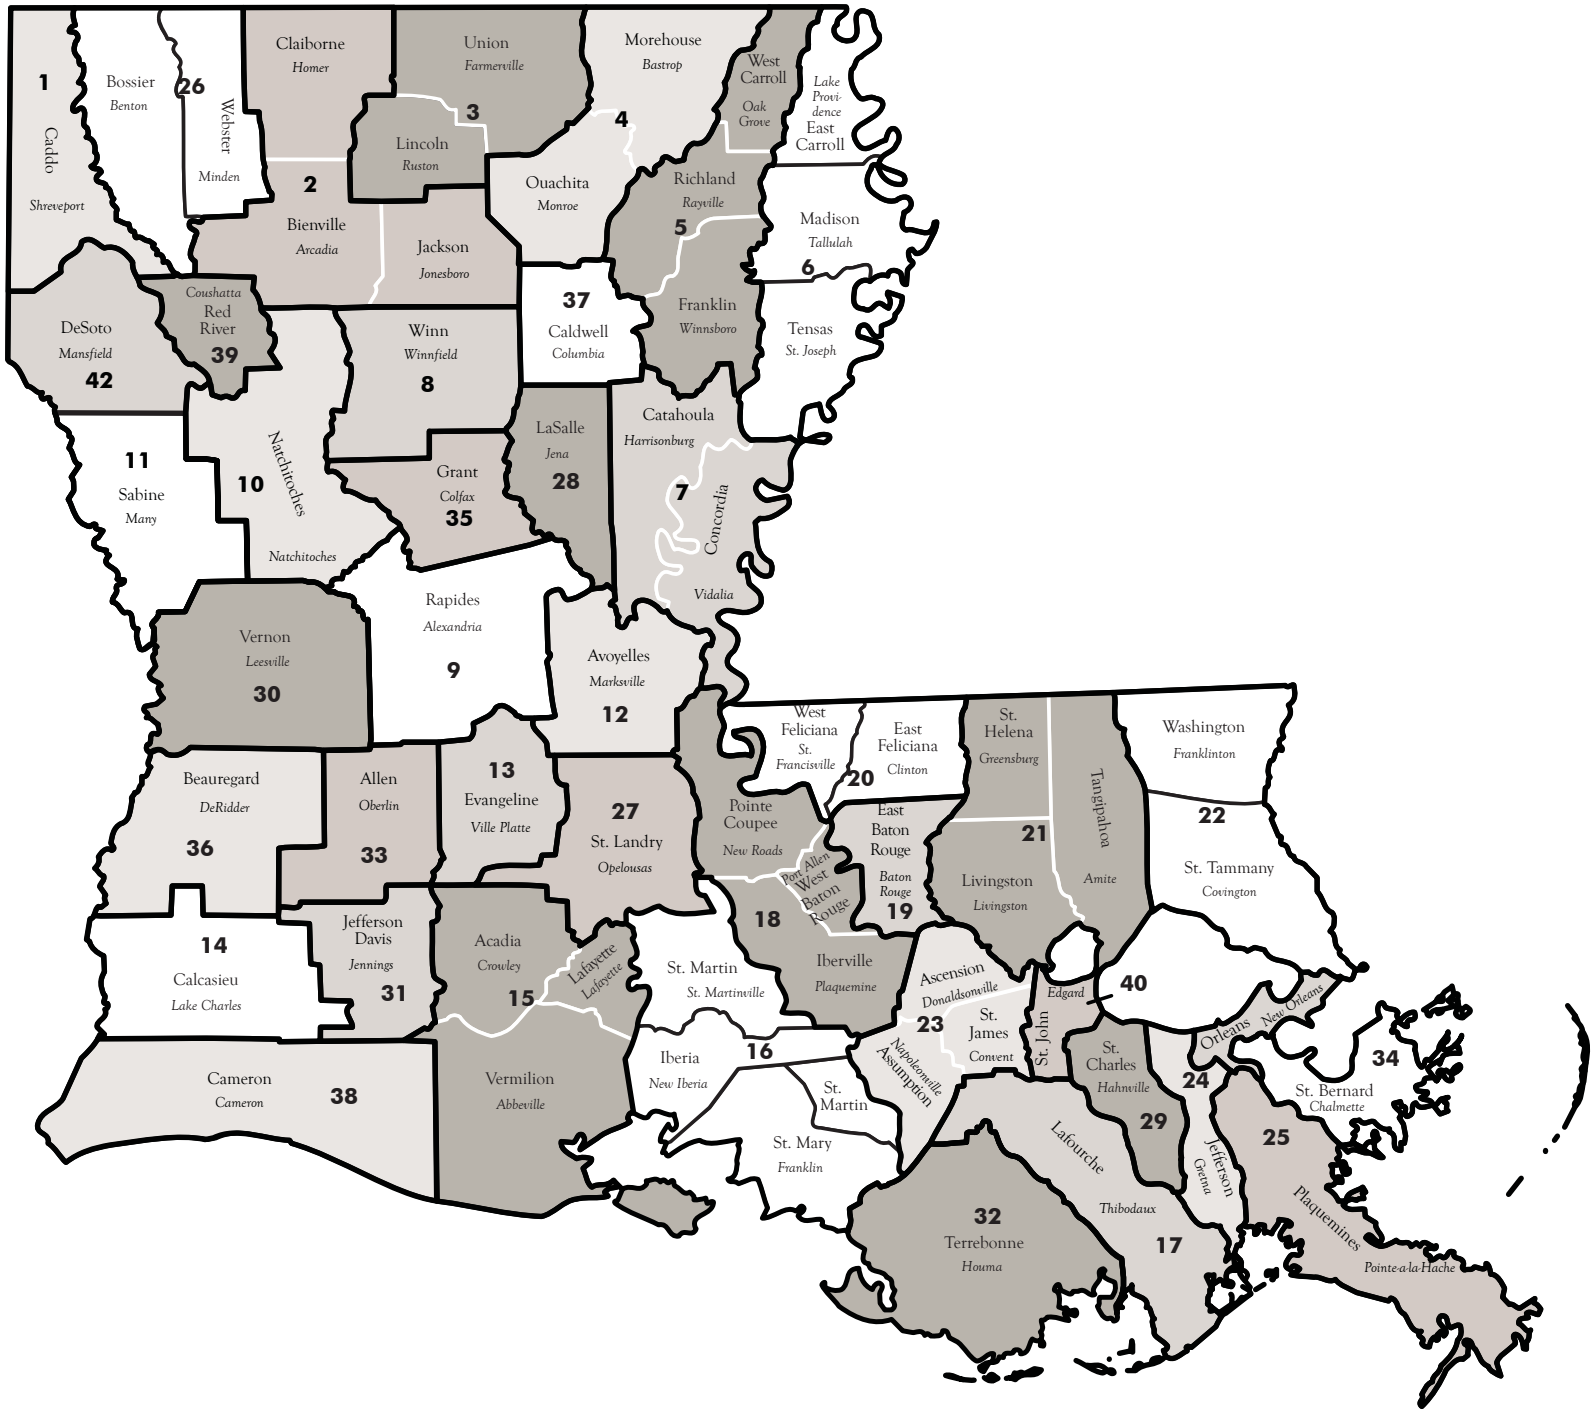 1
Caddo
Shreveport
Bossier
Benton
26
Webster
Minden
Claiborne
Homer
2
Bienville
Arcadia
Jackson
Jonesboro
Union
Farmerville
3
Lincoln
Ruston
Morehouse
Bastrop
4
Ouachita
Monroe
West
Carroll
Oak
Grove
Lake
Provi-
dence
East
Carroll
Richland
Rayville
5
Franklin
Winnsboro
Madison
Tallulah
6
Tensas
St. Joseph
DeSoto
Mansfield
42
Coushatta
Red
River
39
Winn
Winnfield
8
37
Caldwell
Columbia
11
Sabine
Many
10
Natchitoches
Natchitoches
Grant
Colfax
35
LaSalle
Jena
28
Catahoula
Harrisonburg
7
Concordia
Vidalia
Vernon
Leesville
30
Rapides
Alexandria
9
Avoyelles
Marksville
12
Beauregard
DeRidder
36
Allen
Oberlin
33
13
Evangeline
Ville Platte
27
St. Landry
Opelousas
Pointe
Coupee
New Roads
West
Feliciana
St.
Francisville
East
Feliciana
Clinton
20
St.
Helena
Greensburg
21
Tangipahoa
Amite
Livingston
Livingston
Washington
Franklinton
22
St. Tammany
Covington
East
Baton
Rouge
Baton
Rouge
19
Port Allen
West
Baton
Rouge
18
Iberville
Plaquemine
14
Calcasieu
Lake Charles
Jefferson
Davis
Jennings
31
Acadia
Crowley
15
Lafayette
Lafayette
St. Martin
St. Martinville
Ascension
Donaldsonville
23
St.
James
Convent
Napoleonville
Assumption
Edgard
St. John
40
Orleans
New Orleans
Cameron
Cameron
38
Vermilion
Abbeville
Iberia
New Iberia
16
St.
Martin
St. Mary
Franklin
St.
Charles
Hahnville
29
24
Jefferson
Gretna
34
St. Bernard
Chalmette
25
Plaquemines
Pointe-a-la-Hache
Lafourche
Thibodaux
17
32
Terrebonne
Houma